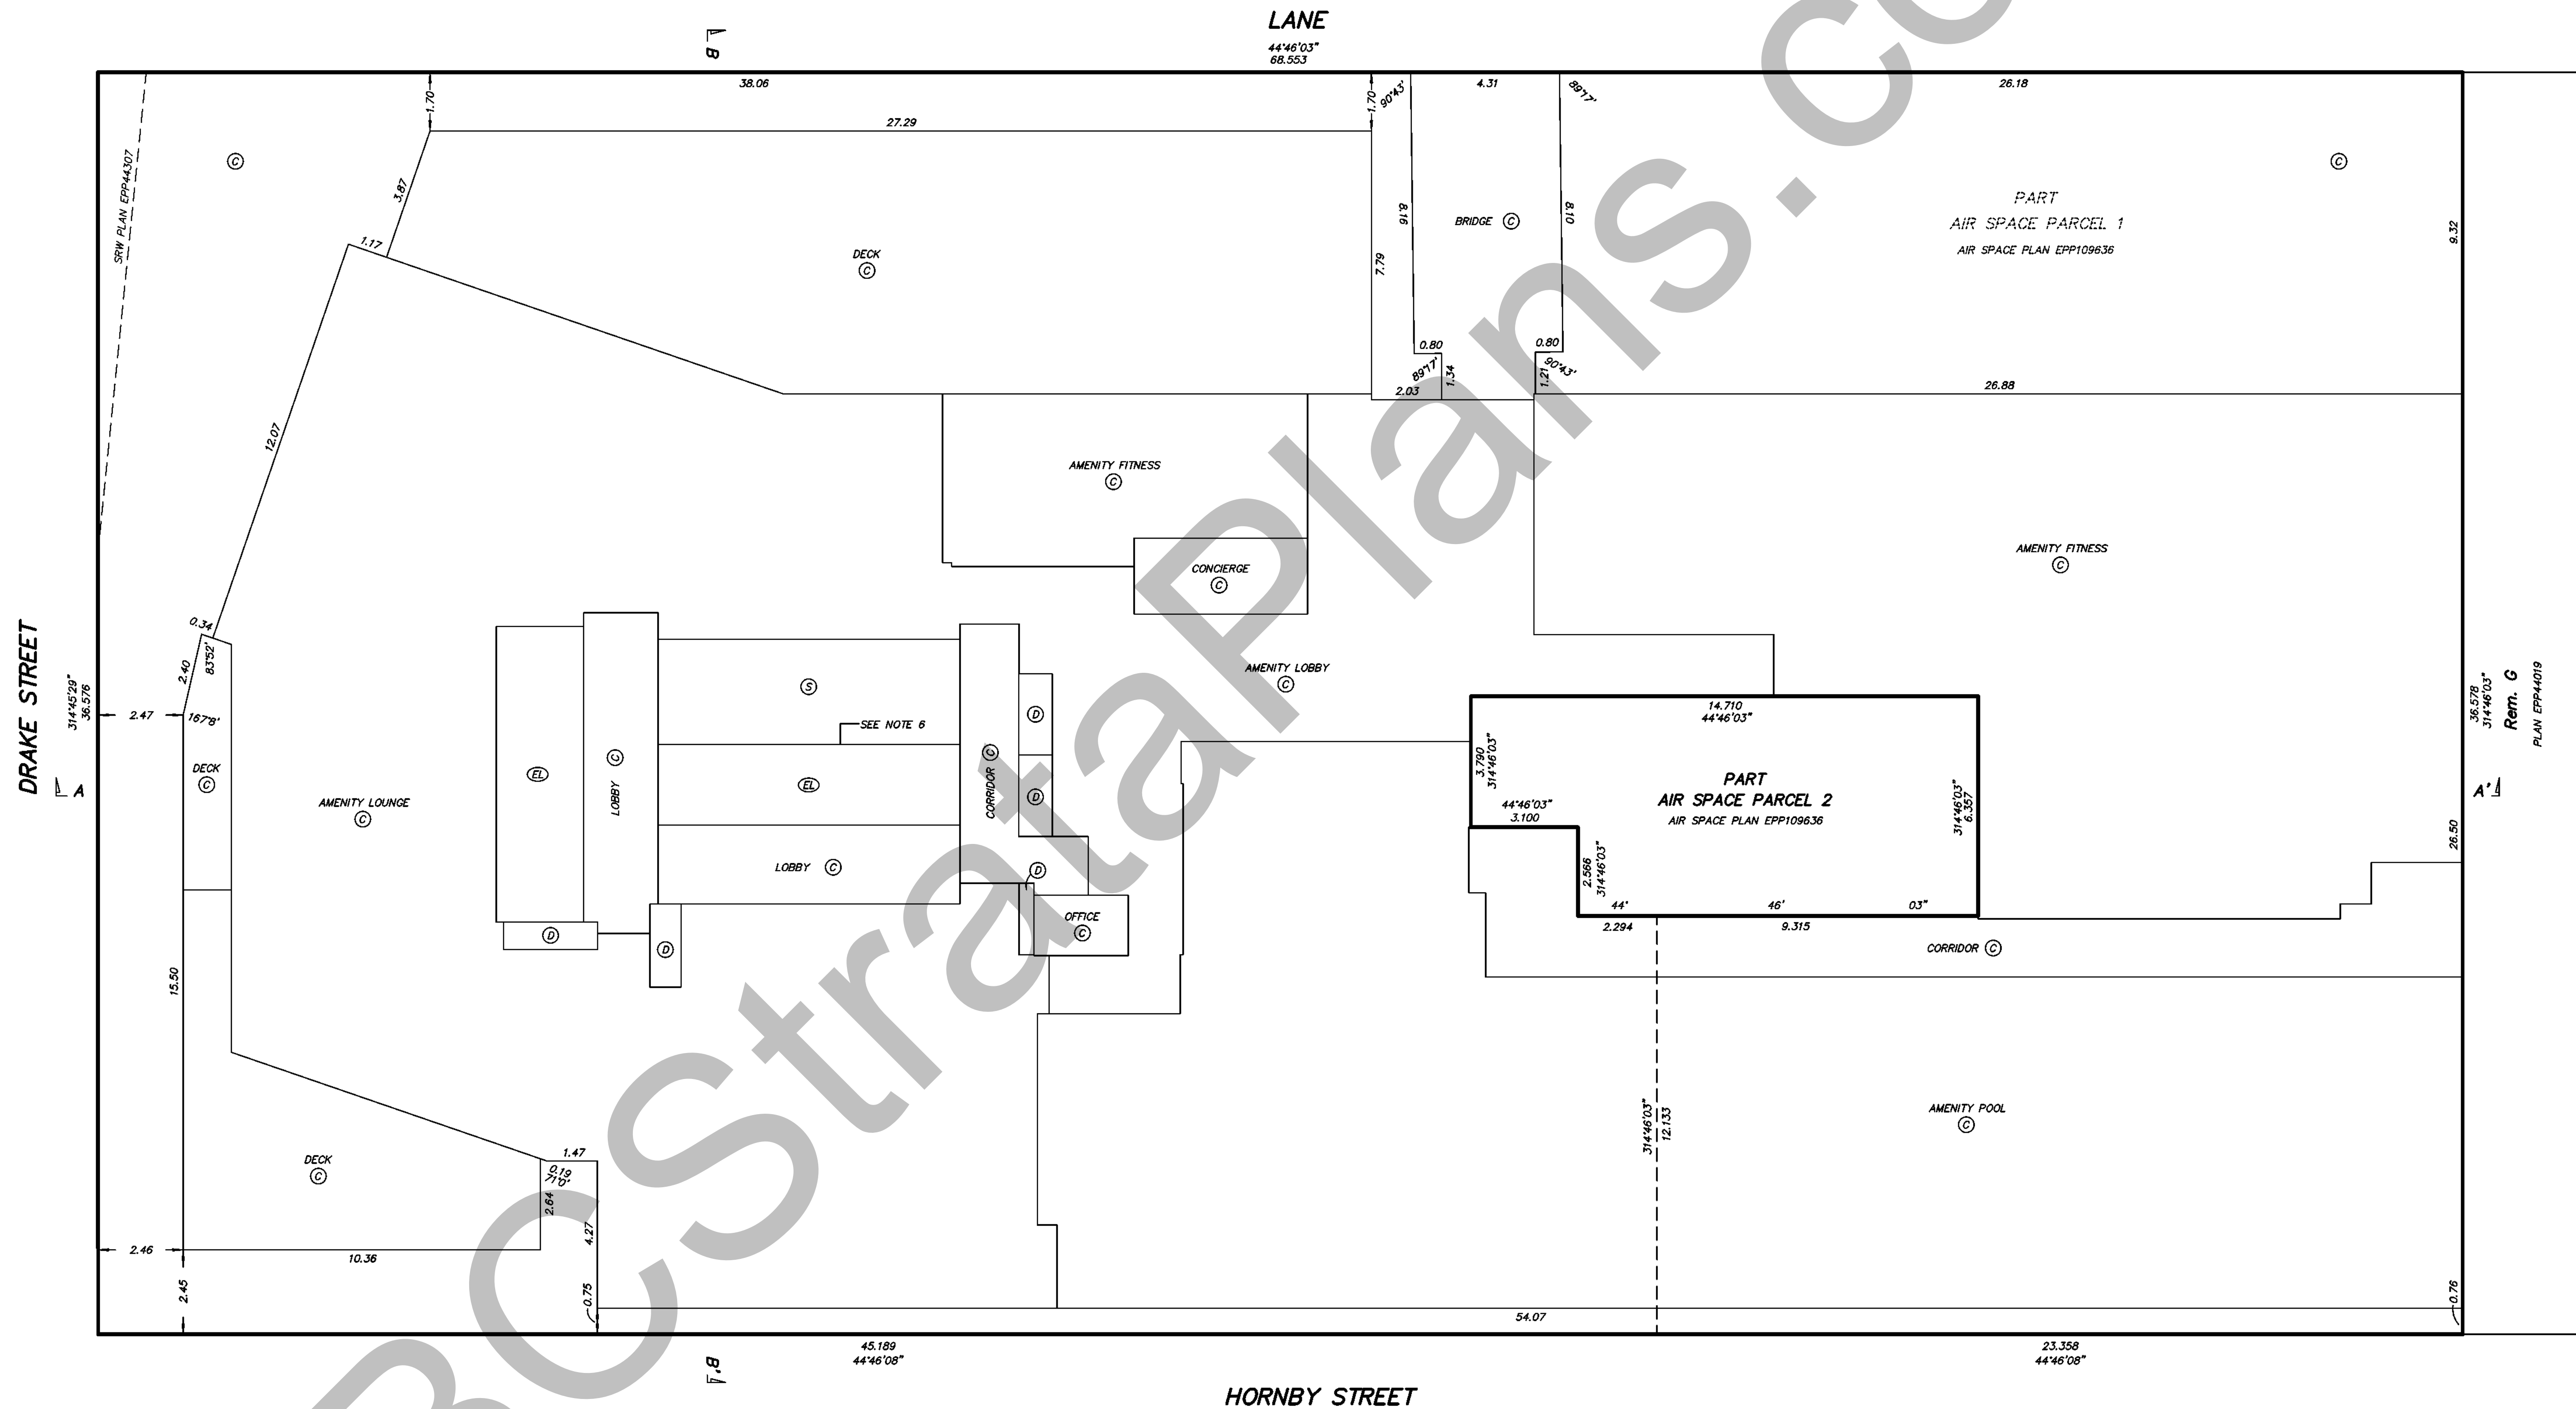 LANE
44°46'03"
68.553
B
38.06
4.31
26.18
1.70
1.70
90°43'
89°17'
27.29
SRW PLAN EPP44307
C
C
3.87
1.17
8.16
BRIDGE C
8.10
PART
AIR SPACE PARCEL 1
AIR SPACE PLAN EPP109636
9.32
DECK
C
7.79
0.80
0.80
89°17'
1.34
1.21
90°43'
2.03
26.88
12.07
AMENITY FITNESS
C
AMENITY FITNESS
C
CONCIERGE
C
DRAKE STREET
314°45'29"
36.576
0.34
83°52'
2.40
2.47
167°8'
S
SEE NOTE 6
AMENITY LOBBY
C
D
14.710
44°46'03"
36.578
314°46'03"
Rem. G
PLAN EPP44019
A
DECK
C
AMENITY LOUNGE
C
EL
LOBBY C
EL
CORRIDOR C
D
3.790
314°46'03"
PART
AIR SPACE PARCEL 2
AIR SPACE PLAN EPP109636
44°46'03"
3.100
314°46'03"
6.357
A'
26.50
LOBBY C
D
2.566
314°46'03"
OFFICE
C
44°
46'
03"
2.294
9.315
D
D
CORRIDOR C
15.50
314°46'03"
12.133
AMENITY POOL
C
DECK
C
1.47
0.19
71°0'
2.64
4.27
2.46
10.36
2.45
0.75
0.76
54.07
45.189
44°46'08"
23.358
44°46'08"
B'
HORNBY STREET
BCStrataPlans.co